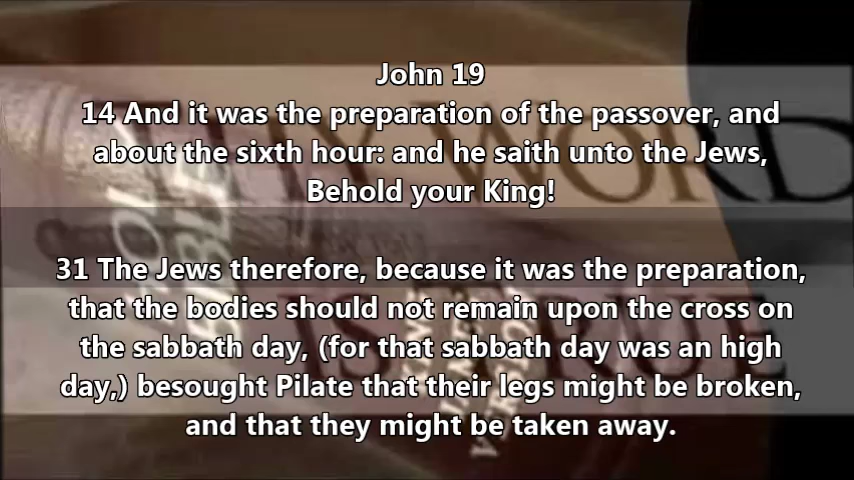 John 19
14 And it was the preparation of the passover, and
about the sixth hour: and he saith unto the Jews,
Behold your King!
31 The Jews therefore, because it was the preparation,
that the bodies should not remain upon the cross on
the sabbath day, (for that sabbath day was an high
day,) besought Pilate that their legs might be broken,
and that they might be taken away.
WORD
BIBLE